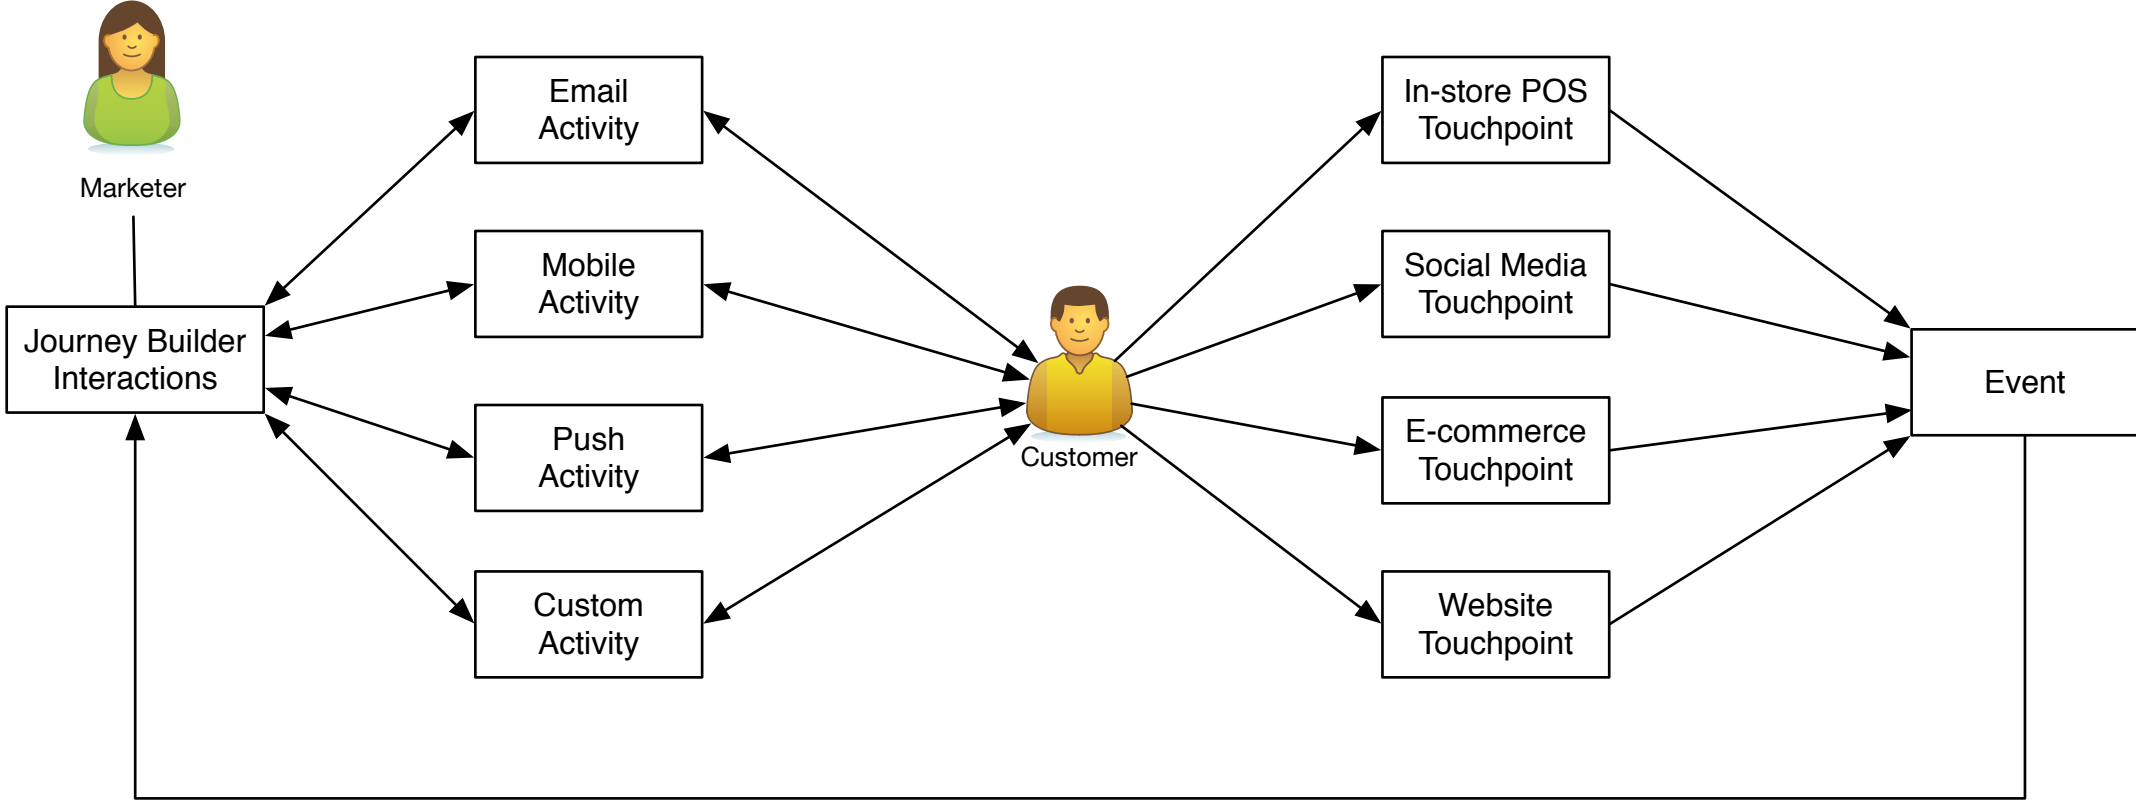 Marketer
Journey Builder
Interactions
Email
Activity
Mobile
Activity
Push
Activity
Custom
Activity
Customer
In-store POS
Touchpoint
Social Media
Touchpoint
E-commerce
Touchpoint
Website
Touchpoint
Event